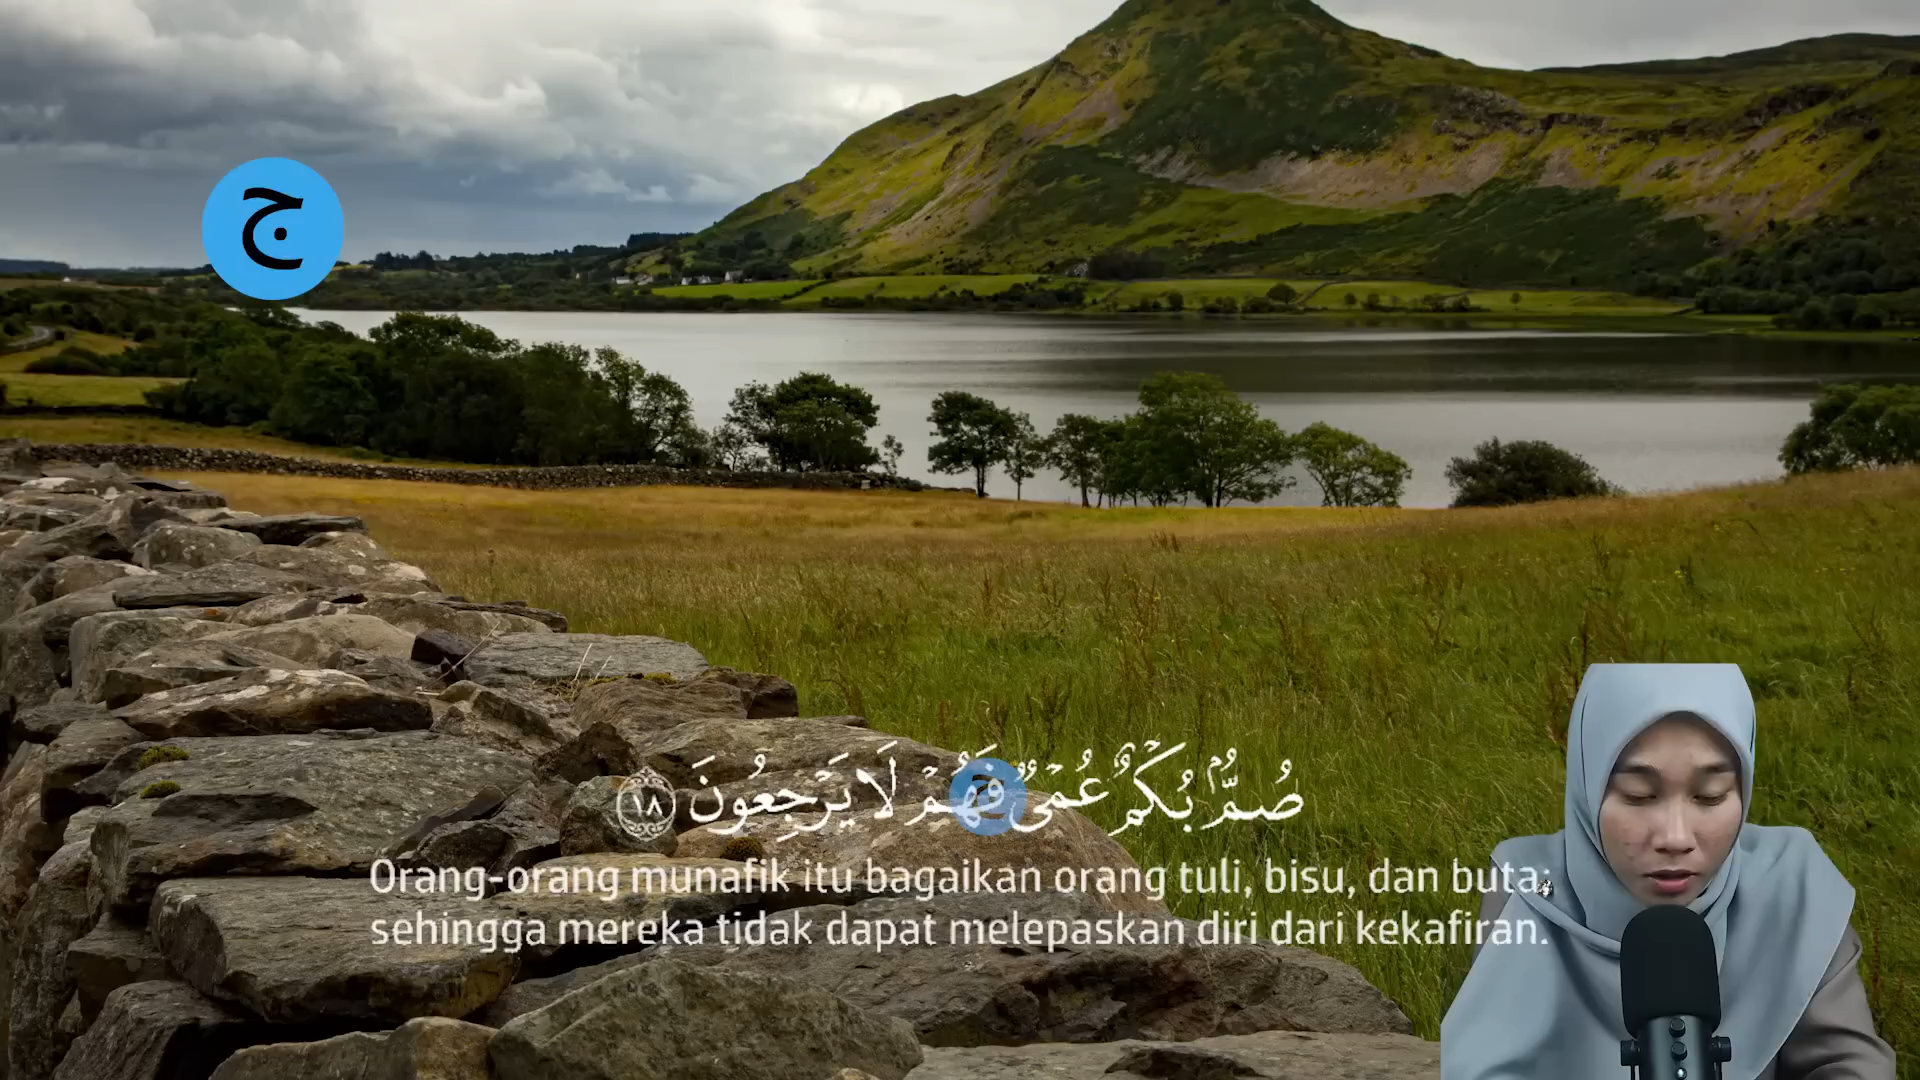 ج
صُمٌّۢ بُكْمٌ عُمْىٌ فَهُمْ لَا يَرْجِعُونَ ١٨
Orang-orang munafik itu bagaikan orang tuli, bisu, dan buta;
sehingga mereka tidak dapat melepaskan diri dari kekafiran.